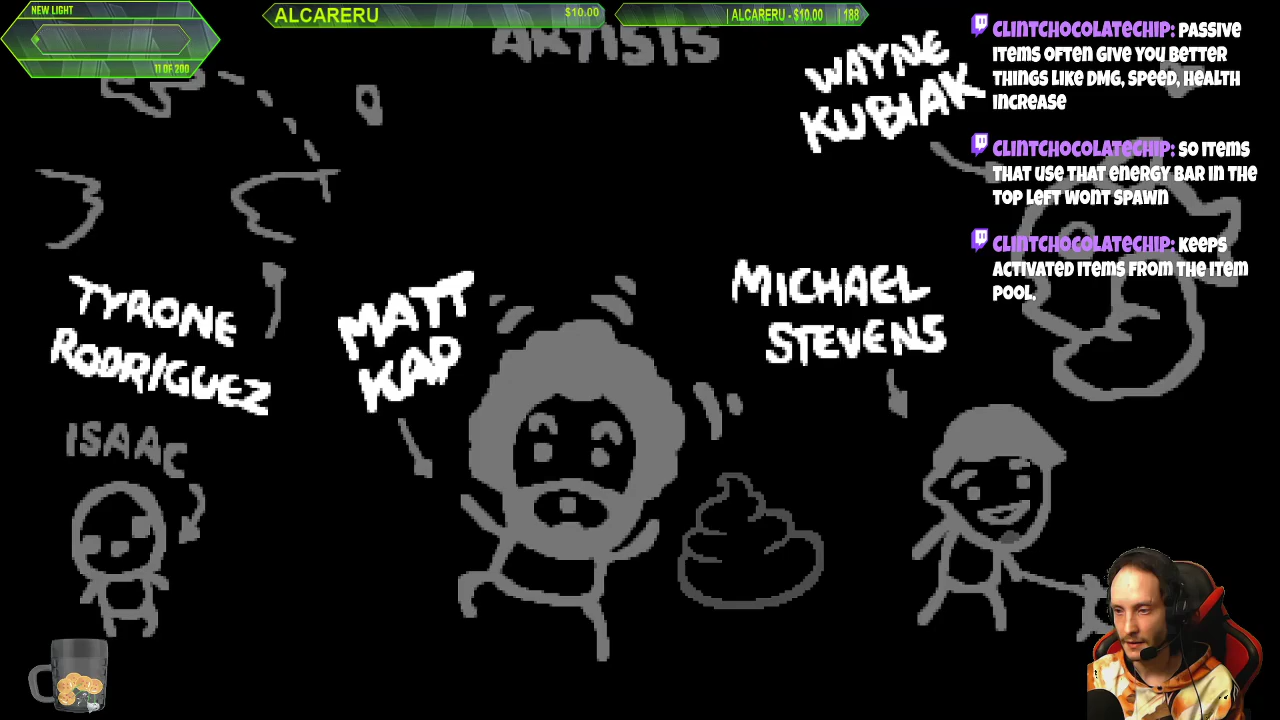 NEW LIGHT
11 OF 200
ALCARERU
$10.00
| ALCARERU - $10.00 | 188
ARTISTS
WAYNE
KUBIAK
CLINTCHOCOLATECHIP: PASSIVE
ITEMS OFTEN GIVE YOU BETTER
THINGS LIKE DMG, SPEED, HEALTH
INCREASE
CLINTCHOCOLATECHIP: SO ITEMS
THAT USE THAT ENERGY BAR IN THE
TOP LEFT WONT SPAWN
CLINTCHOCOLATECHIP: KEEPS
ACTIVATED ITEMS FROM THE ITEM
POOL,
TYRONE
RODRIGUEZ
MATT
KAP
MICHAEL
STEVENS
ISAAC